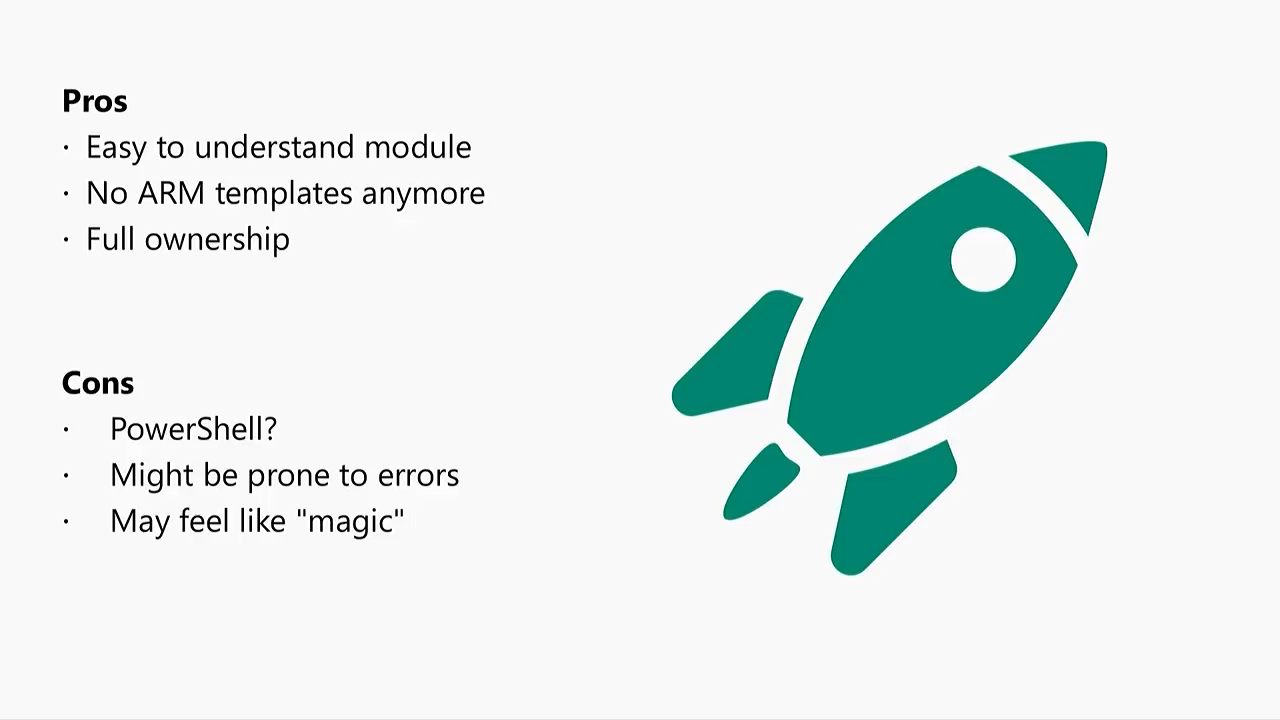 Pros
· Easy to understand module
· No ARM templates anymore
· Full ownership
Cons
· PowerShell?
· Might be prone to errors
· May feel like "magic"